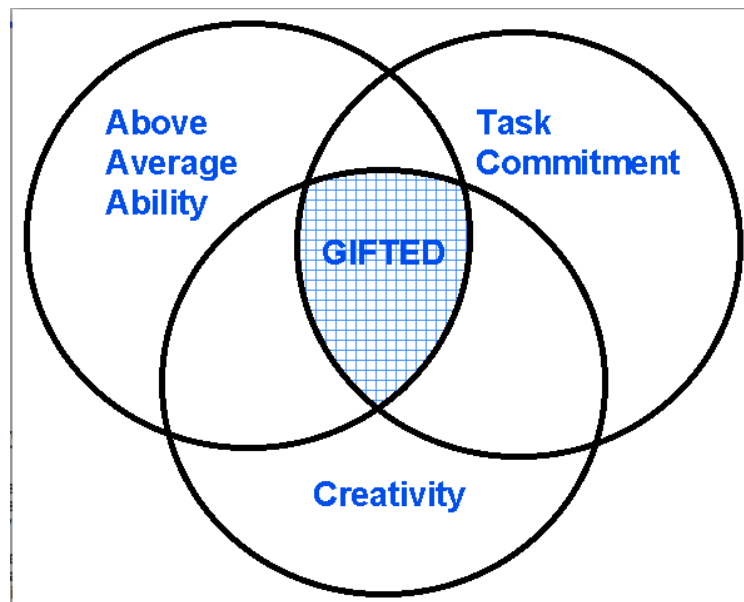 Above
Average
Ability
Task
Commitment
GIFTED
Creativity